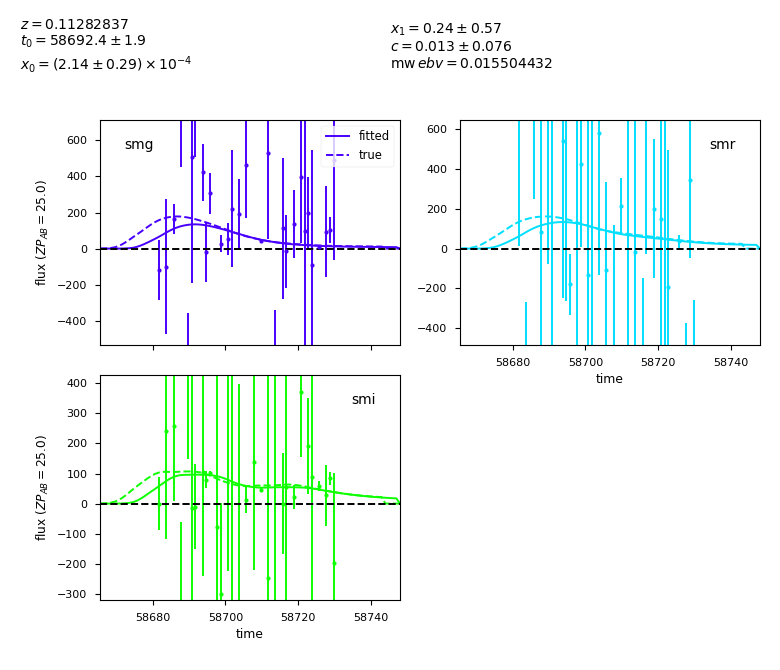 z = 0.11282837
t₀ = 58692.4 ± 1.9
x₀ = (2.14 ± 0.29) × 10⁻⁴
x₁ = 0.24 ± 0.57
c = 0.013 ± 0.076
mw ebv = 0.015504432
smg
fitted
true
600
400
200
0
−200
−400
flux (ZP_AB = 25.0)
smr
600
400
200
0
−200
−400
58680 58700 58720 58740
time
smi
400
300
200
100
0
−100
−200
−300
flux (ZP_AB = 25.0)
58680 58700 58720 58740
time